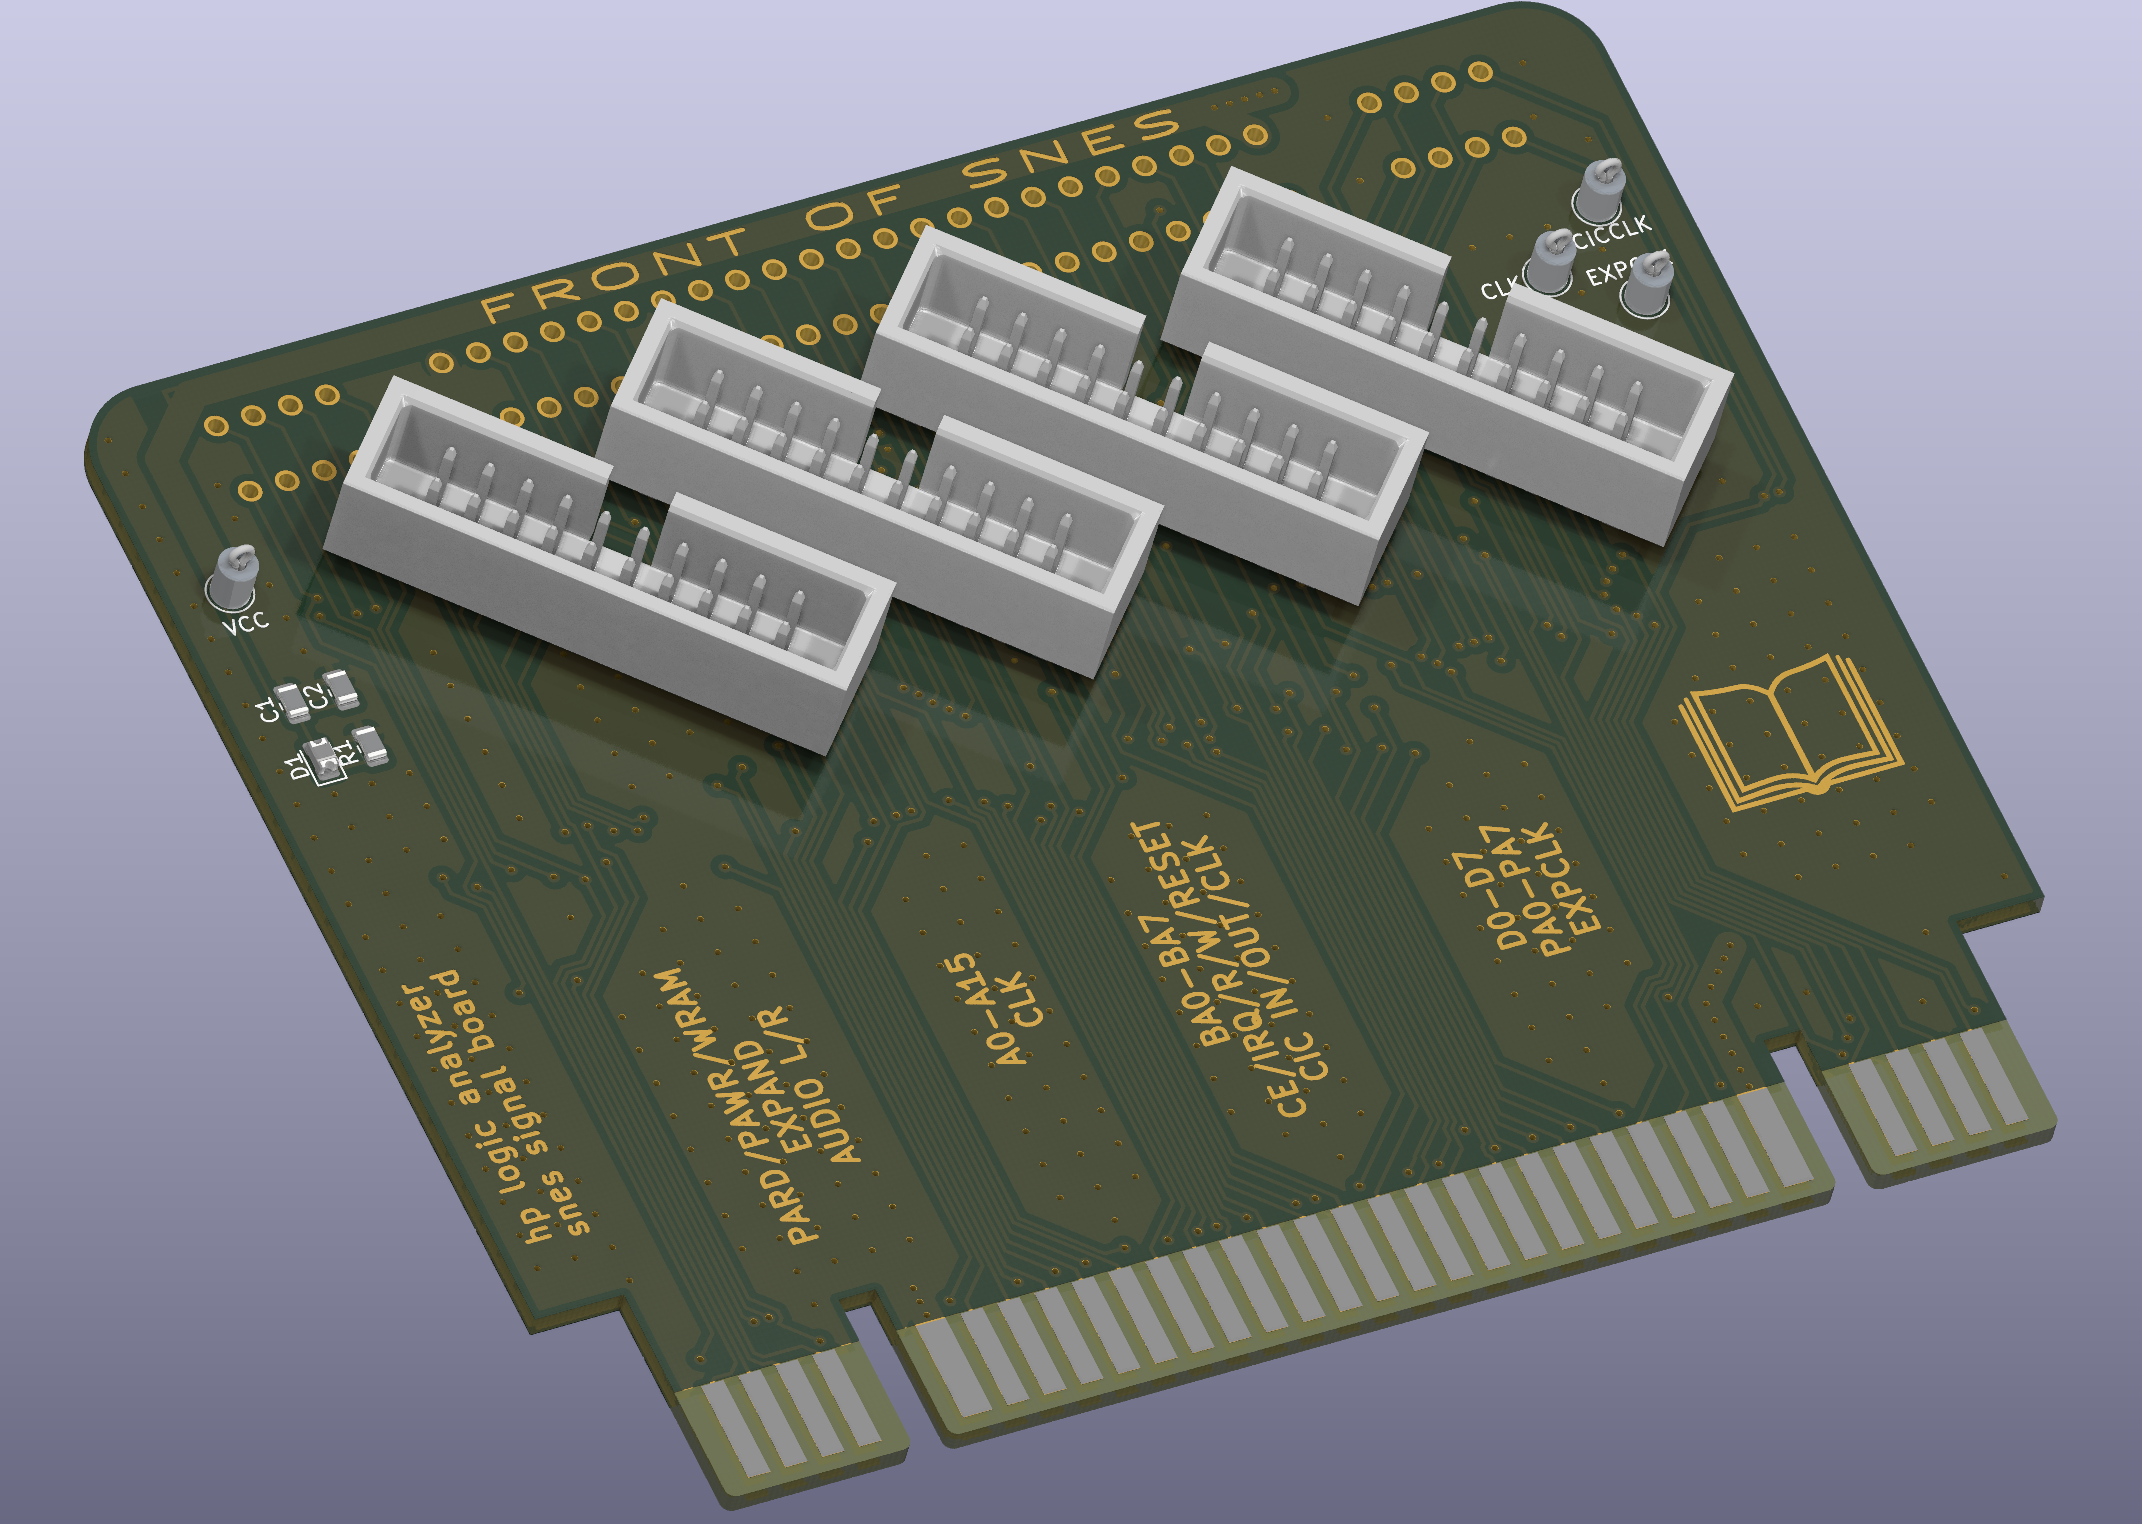 FRONT OF SNES
CICCLK
CLK
VCC
C1
C2
D1
R1
hp logic analyzer
snes signal board
PARD/PAWR/WRAM
EXPAND
AUDIO L/R
A0-A15
CLK
BA0-BA7
BA0/R/W/RESET
CE/IRQ/OUT/CLK
CIC IN/
D0-D7
PA0-PA7
EXPCLK